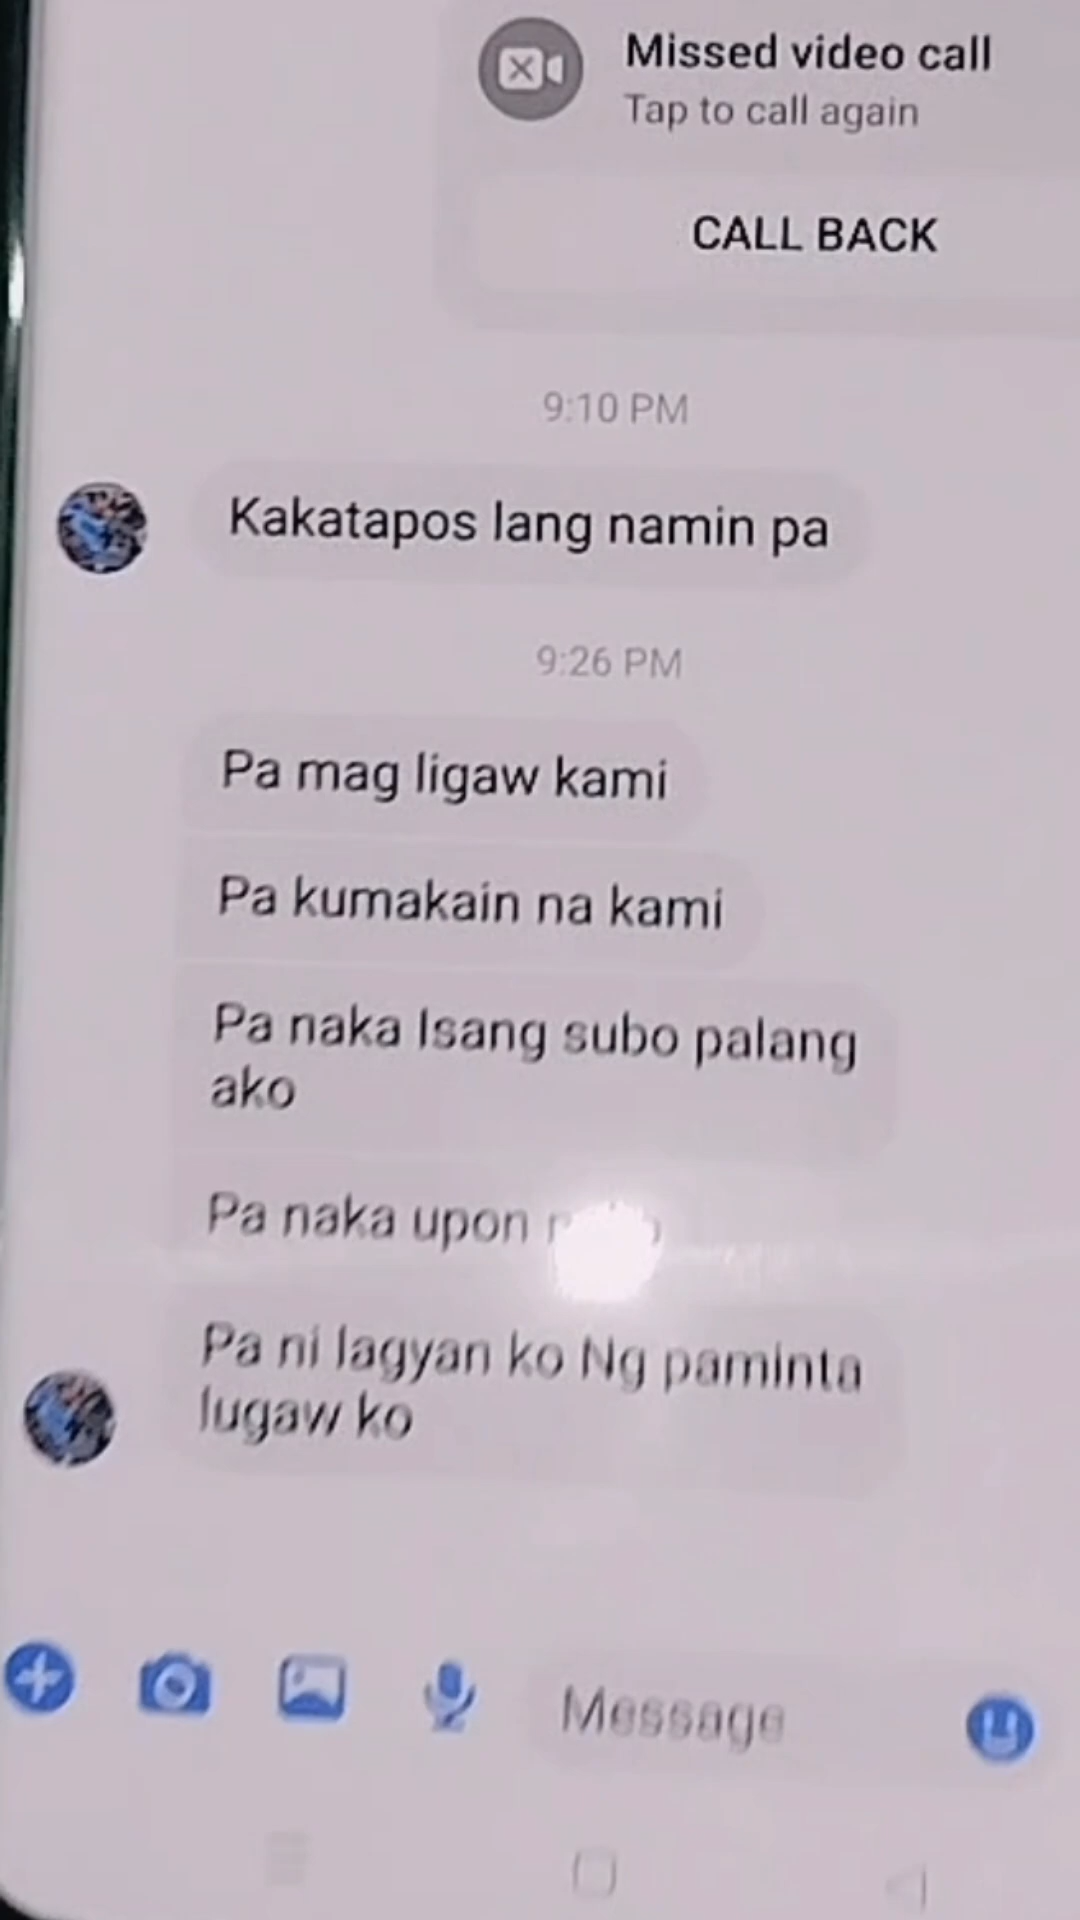 Missed video call
Tap to call again
CALL BACK
9:10 PM
Kakatapos lang namin pa
9:26 PM
Pa mag ligaw kami
Pa kumakain na kami
Pa naka Isang subo palang
ako
Pa naka upon
Pa ni lagyan ko Ng paminta
lugaw ko
Message